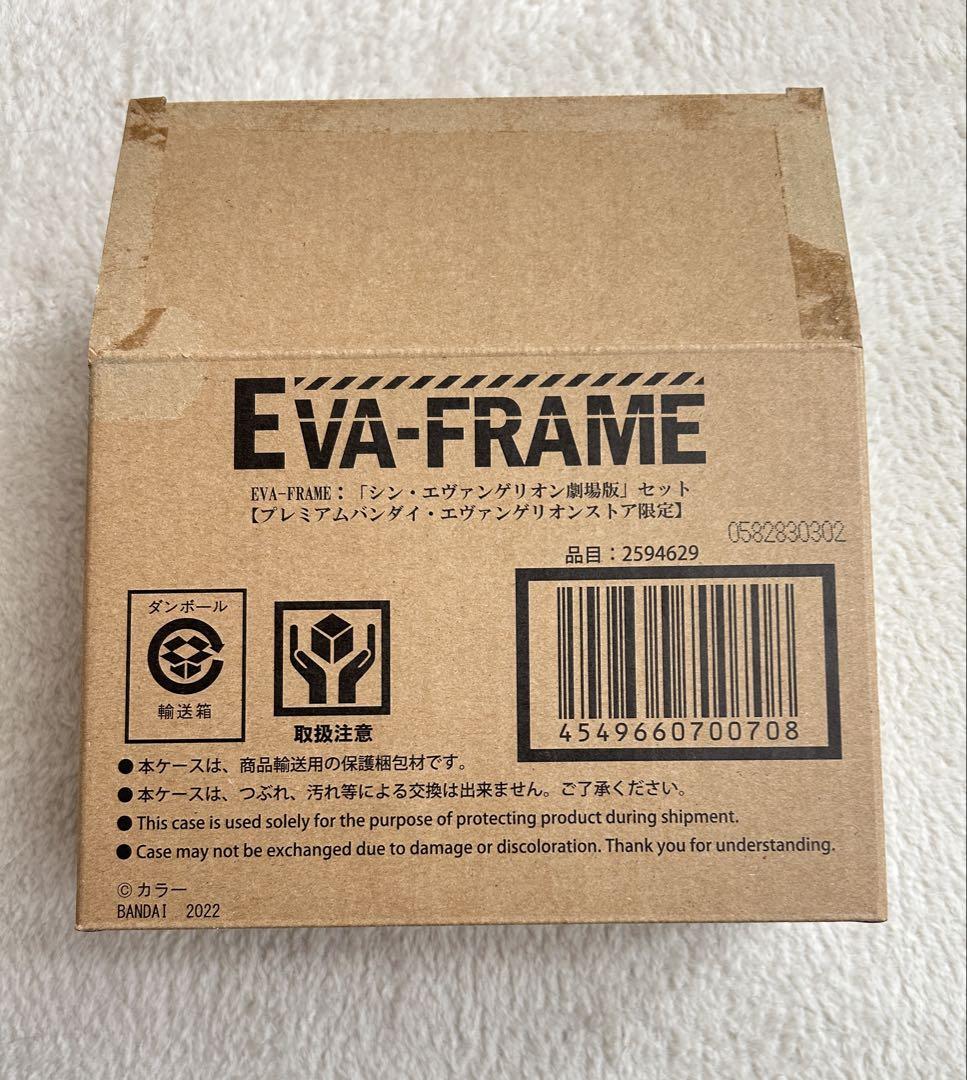 EVA-FRAME
EVA-FRAME：「シン・エヴァンゲリオン劇場版」セット
【プレミアムバンダイ・エヴァンゲリオンストア限定】
0582830302
品目：2594629
4549660700708
ダンボール
輸送箱
取扱注意
●本ケースは、商品輸送用の保護梱包材です。
●本ケースは、つぶれ、汚れ等による交換は出来ません。ご了承ください。
●This case is used solely for the purpose of protecting product during shipment.
●Case may not be exchanged due to damage or discoloration. Thank you for understanding.
©カラー
BANDAI 2022